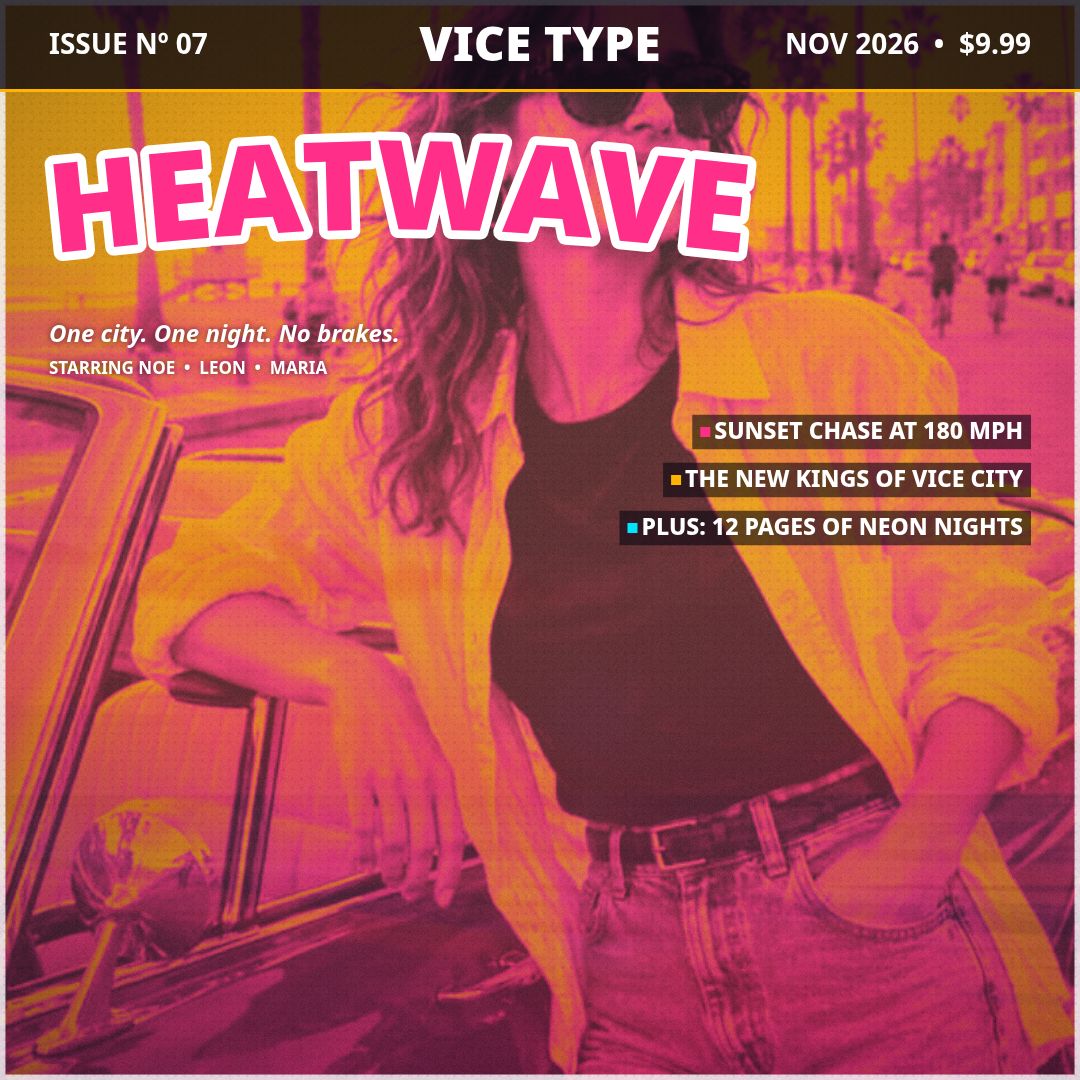 ISSUE Nº 07
VICE TYPE
NOV 2026 • $9.99
HEATWAVE
One city. One night. No brakes.
STARRING NOE • LEON • MARIA
SUNSET CHASE AT 180 MPH
THE NEW KINGS OF VICE CITY
PLUS: 12 PAGES OF NEON NIGHTS